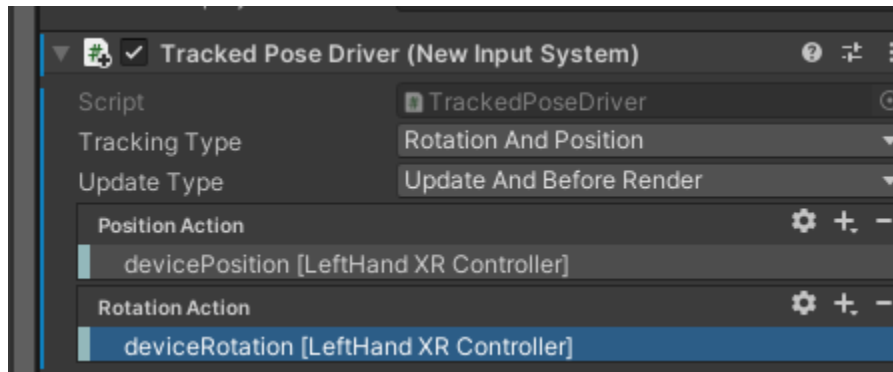 Tracked Pose Driver (New Input System)
Script TrackedPoseDriver
Tracking Type Rotation And Position
Update Type Update And Before Render
Position Action
devicePosition [LeftHand XR Controller]
Rotation Action
deviceRotation [LeftHand XR Controller]